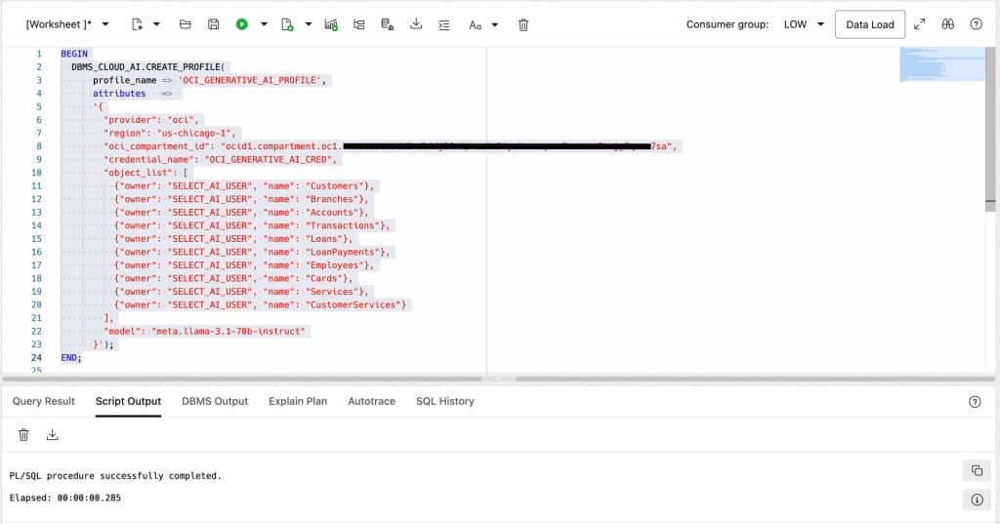 [Worksheet ]*
Aa
Consumer group:
LOW
Data Load
1 BEGIN
2 DBMS_CLOUD_AI.CREATE_PROFILE(
3 profile_name => 'OCI_GENERATIVE_AI_PROFILE',
4 attributes =>
5 '{
6 "provider": "oci",
7 "region": "us-chicago-1",
8 "oci_compartment_id": "ocid1.compartment.oc1. 7sa",
9 "credential_name": "OCI_GENERATIVE_AI_CRED",
10 "object_list": [
11 {"owner": "SELECT_AI_USER", "name": "Customers"},
12 {"owner": "SELECT_AI_USER", "name": "Branches"},
13 {"owner": "SELECT_AI_USER", "name": "Accounts"},
14 {"owner": "SELECT_AI_USER", "name": "Transactions"},
15 {"owner": "SELECT_AI_USER", "name": "Loans"},
16 {"owner": "SELECT_AI_USER", "name": "LoanPayments"},
17 {"owner": "SELECT_AI_USER", "name": "Employees"},
18 {"owner": "SELECT_AI_USER", "name": "Cards"},
19 {"owner": "SELECT_AI_USER", "name": "Services"},
20 {"owner": "SELECT_AI_USER", "name": "CustomerServices"}
21 ],
22 "model": "meta.llama-3.1-70b-instruct"
23 }');
24 END;
25
Query Result
Script Output
DBMS Output
Explain Plan
Autotrace
SQL History
PL/SQL procedure successfully completed.
Elapsed: 00:00:00.285